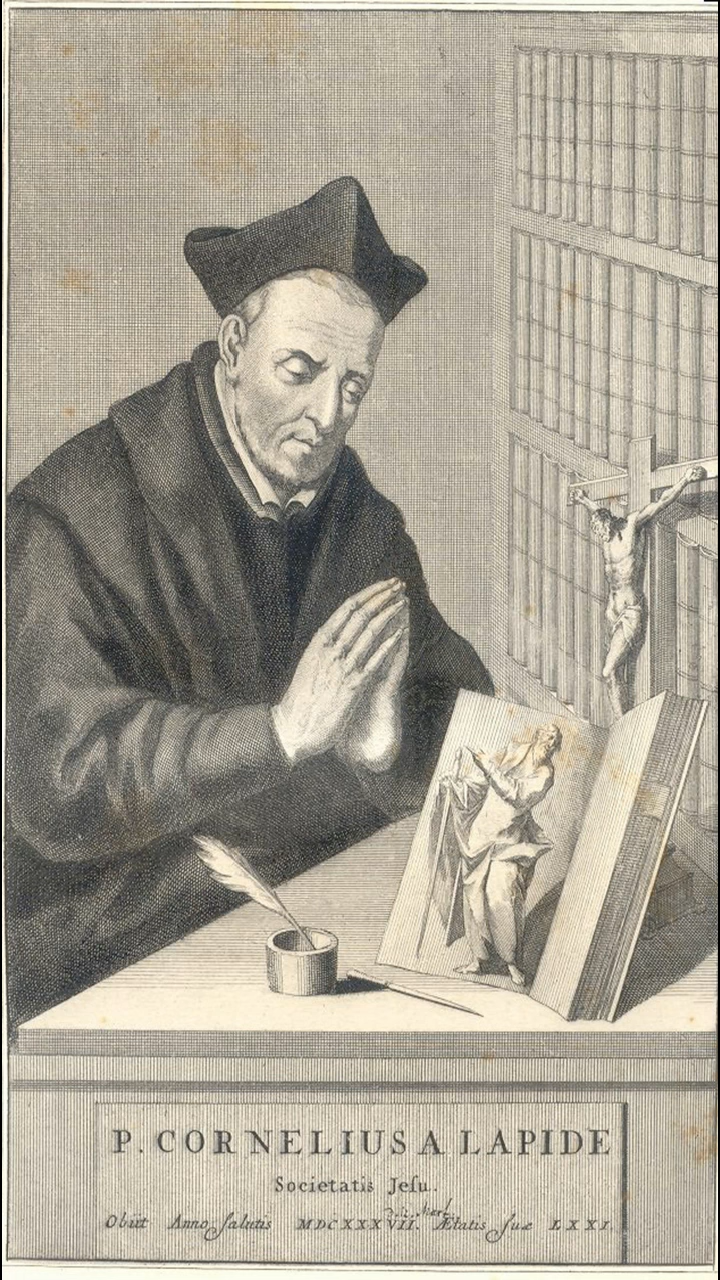 P. CORNELIUS A LAPIDE
Societatis Jeſu.
Obiit Anno ſalutis MDCXXXVII. Ætatis ſuæ LXXI.